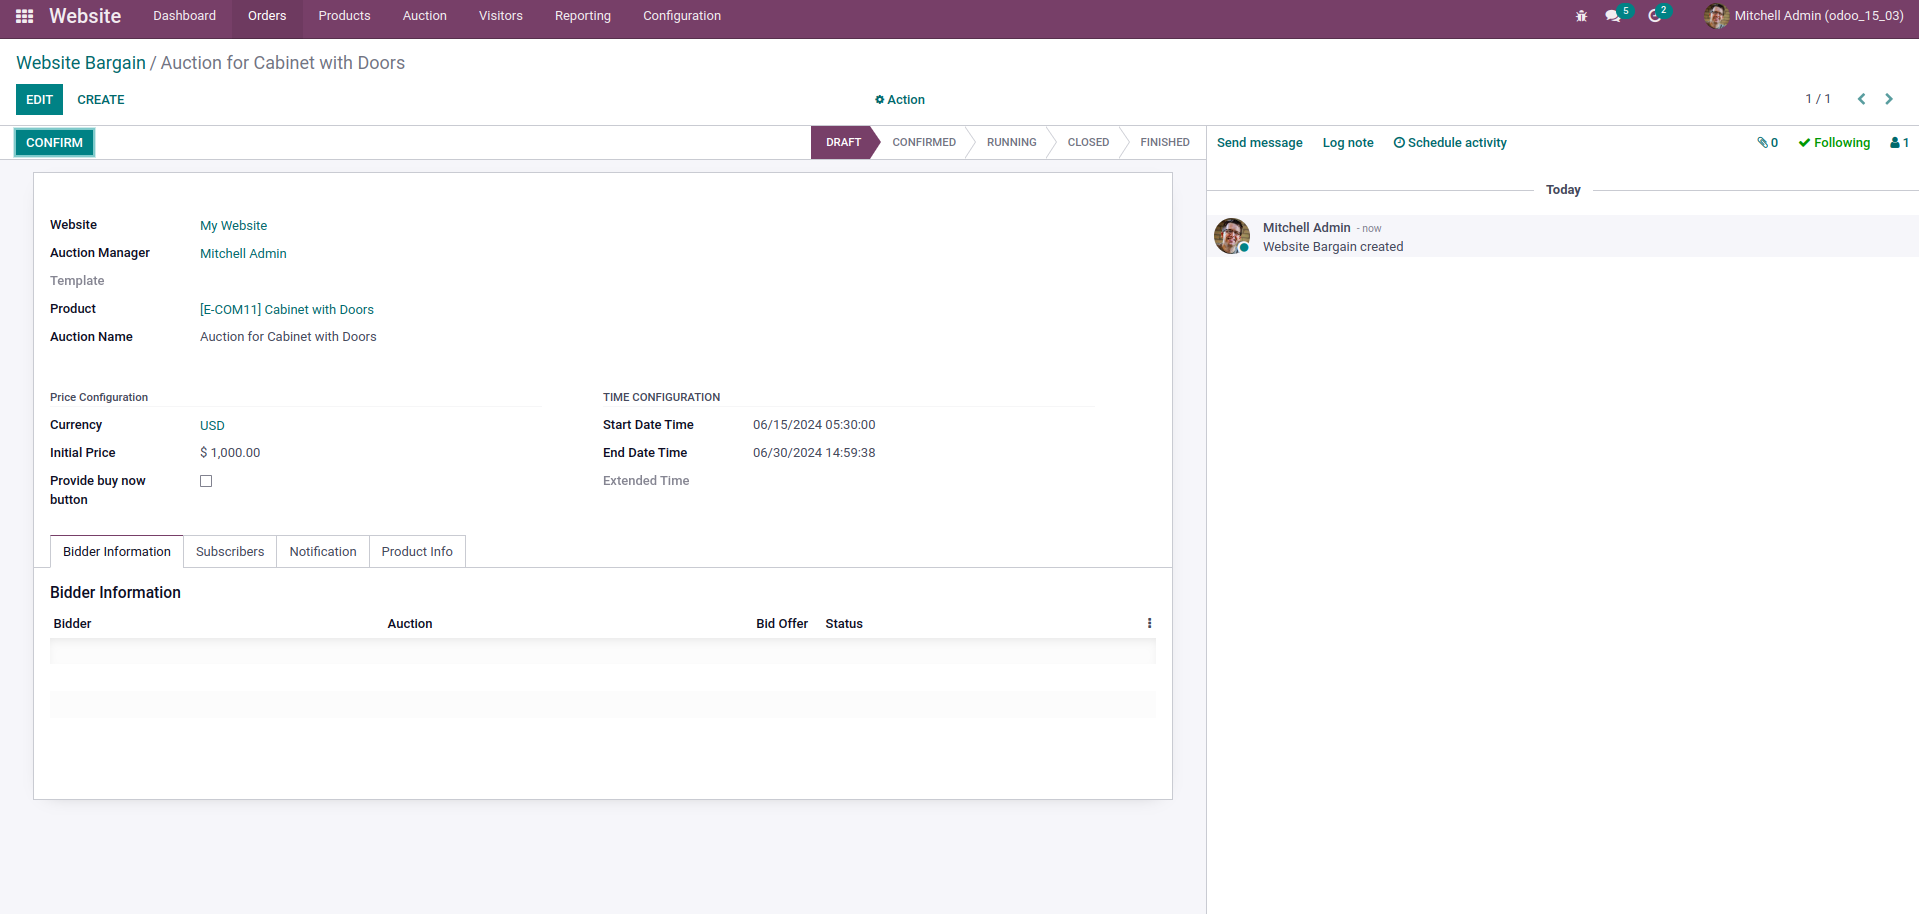 Website Dashboard Orders Products Auction Visitors Reporting Configuration 5 2 Mitchell Admin (odoo_15_03)
Website Bargain / Auction for Cabinet with Doors
EDIT CREATE Action 1 / 1
CONFIRM DRAFT CONFIRMED RUNNING CLOSED FINISHED Send message Log note Schedule activity 0 Following 1
Today
Mitchell Admin - now
Website Bargain created
Website My Website
Auction Manager Mitchell Admin
Template
Product [E-COM11] Cabinet with Doors
Auction Name Auction for Cabinet with Doors
Price Configuration TIME CONFIGURATION
Currency USD Start Date Time 06/15/2024 05:30:00
Initial Price $ 1,000.00 End Date Time 06/30/2024 14:59:38
Provide buy now Extended Time
button
Bidder Information Subscribers Notification Product Info
Bidder Information
Bidder Auction Bid Offer Status